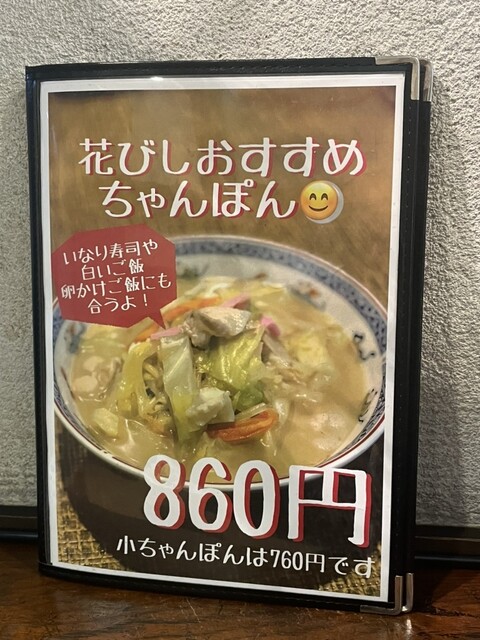 花びしおすすめ
ちゃんぽん😊
いなり寿司や
白いご飯
卵かけご飯にも
合うよ！
860円
小ちゃんぽんは760円です